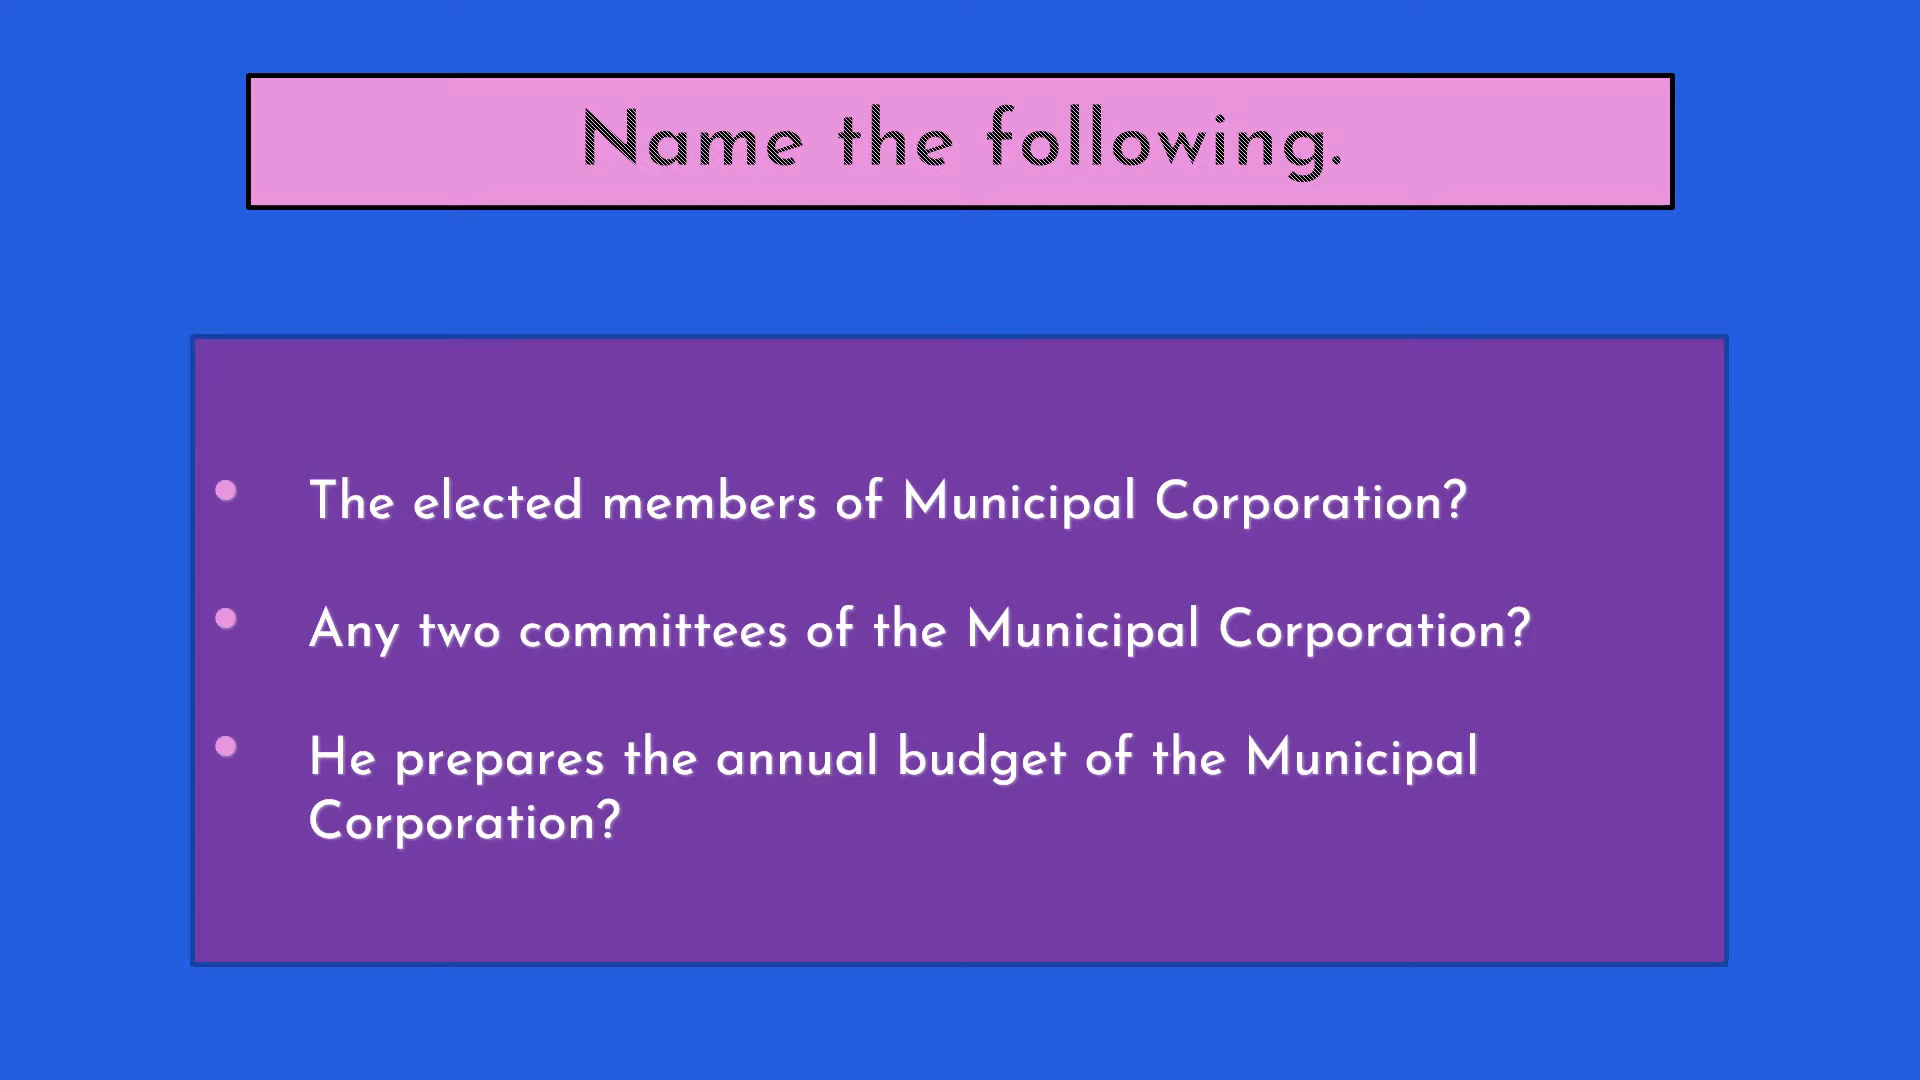 Name the following.
• The elected members of Municipal Corporation?
• Any two committees of the Municipal Corporation?
• He prepares the annual budget of the Municipal
Corporation?